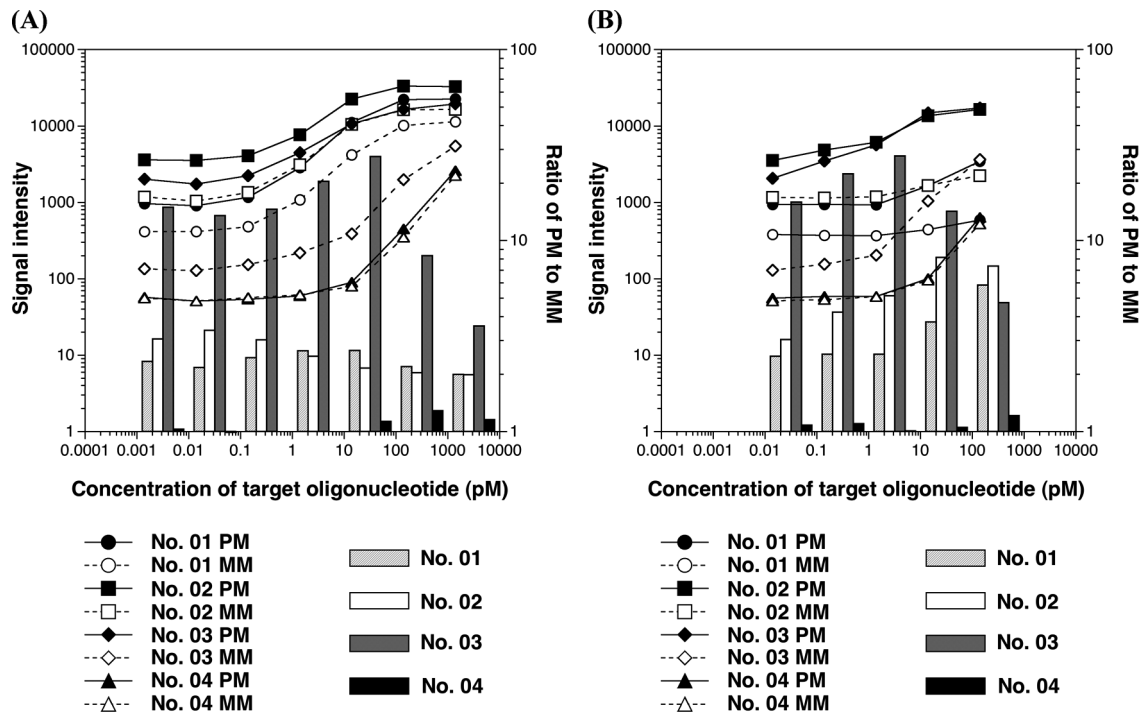 (A)
100000
10000
1000
100
10
1
Signal intensity
100
10
1
Ratio of PM to MM
0.0001 0.001 0.01 0.1 1 10 100 1000 10000
Concentration of target oligonucleotide (pM)
No. 01 PM
No. 01 MM
No. 02 PM
No. 02 MM
No. 03 PM
No. 03 MM
No. 04 PM
No. 04 MM
No. 01
No. 02
No. 03
No. 04
(B)
100000
10000
1000
100
10
1
Signal intensity
100
10
1
Ratio of PM to MM
0.0001 0.001 0.01 0.1 1 10 100 1000 10000
Concentration of target oligonucleotide (pM)
No. 01 PM
No. 01 MM
No. 02 PM
No. 02 MM
No. 03 PM
No. 03 MM
No. 04 PM
No. 04 MM
No. 01
No. 02
No. 03
No. 04